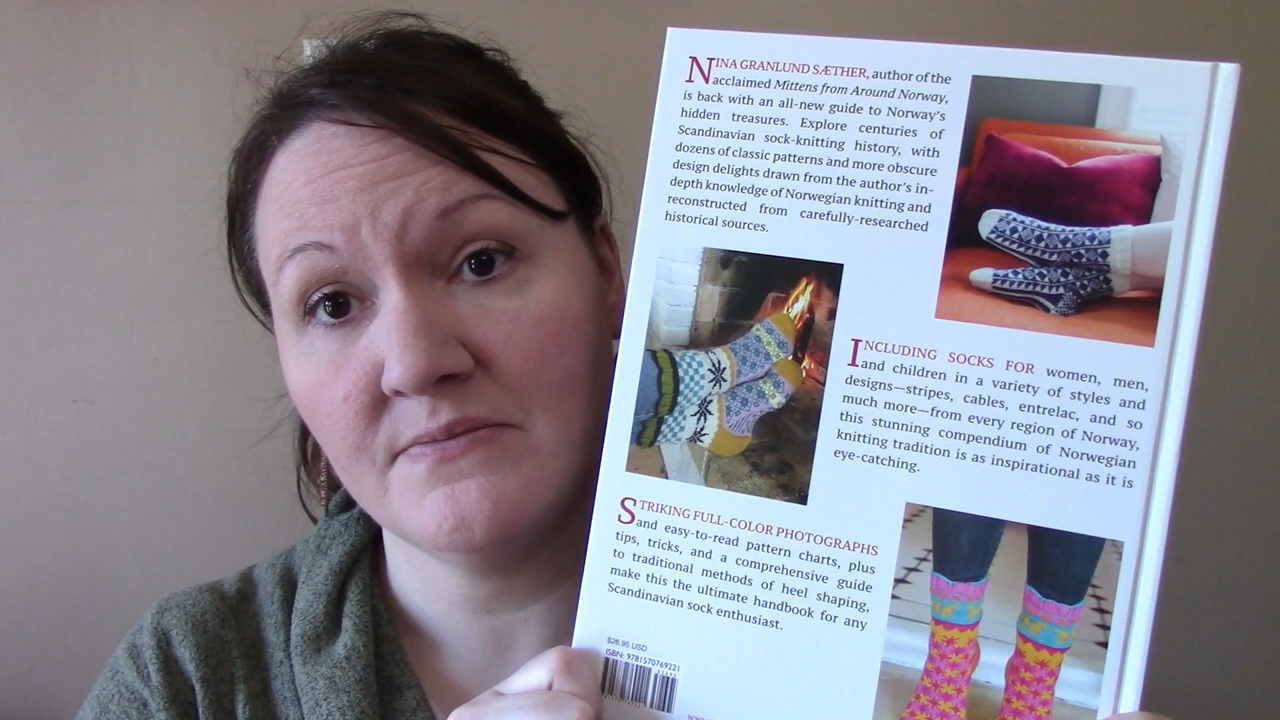 NINA GRANLUND SÆTHER, author of the
acclaimed Mittens from Around Norway,
is back with an all-new guide to Norway's
hidden treasures. Explore centuries of
Scandinavian sock-knitting history, with
dozens of classic patterns and more obscure
design delights drawn from the author's in-
depth knowledge of Norwegian knitting and
reconstructed from carefully-researched
historical sources.
INCLUDING SOCKS FOR women, men,
and children in a variety of styles and
designs—stripes, cables, entrelac, and so
much more—from every region of Norway,
this stunning compendium of Norwegian
knitting tradition is as inspirational as it is
eye-catching.
STRIKING FULL-COLOR PHOTOGRAPHS
and easy-to-read pattern charts, plus
tips, tricks, and a comprehensive guide
to traditional methods of heel shaping,
make this the ultimate handbook for any
Scandinavian sock enthusiast.
$26.95 USD
ISBN: 9781570769221